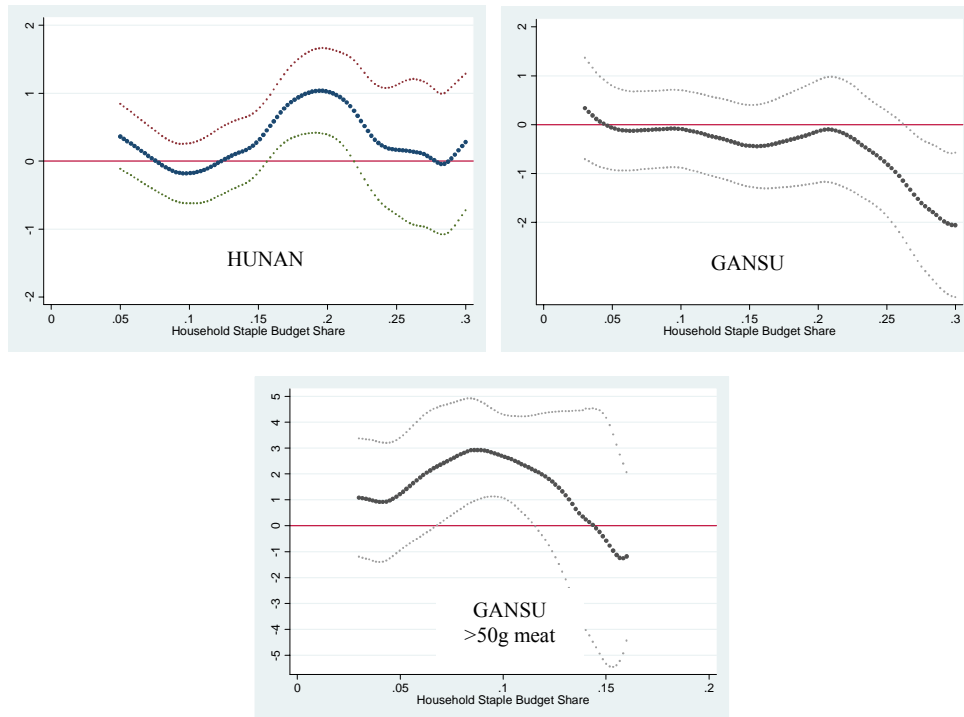 2
1
0
-1
-2
HUNAN
0 .05 .1 .15 .2 .25 .3
Household Staple Budget Share
2
1
0
-1
-2
GANSU
0 .05 .1 .15 .2 .25 .3
Household Staple Budget Share
5
4
3
2
1
0
-1
-2
-3
-4
-5
GANSU
>50g meat
0 .05 .1 .15 .2
Household Staple Budget Share